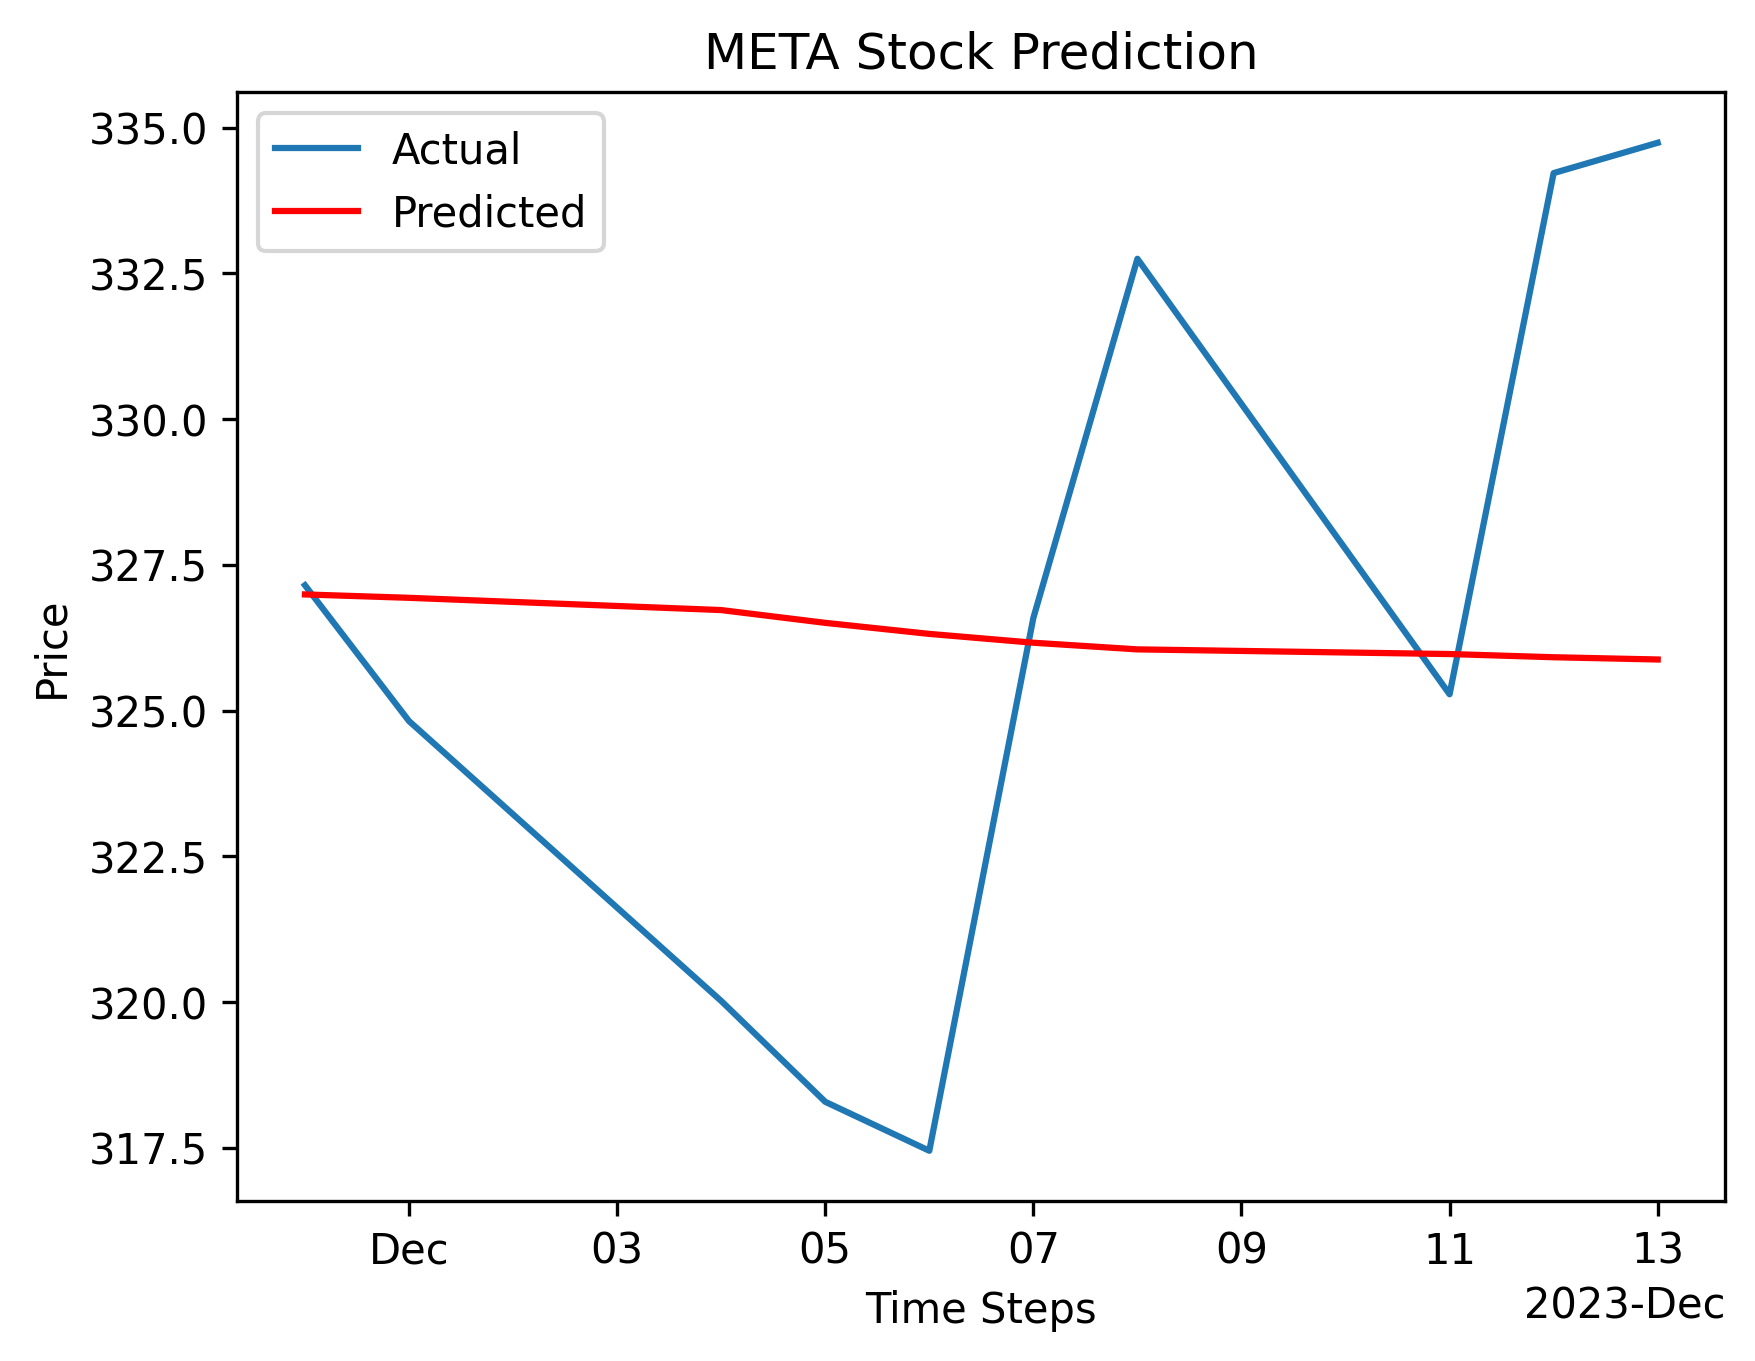 META Stock Prediction
Actual
Predicted
335.0
332.5
330.0
327.5
325.0
322.5
320.0
317.5
Price
Dec 03 05 07 09 11 13
2023-Dec
Time Steps